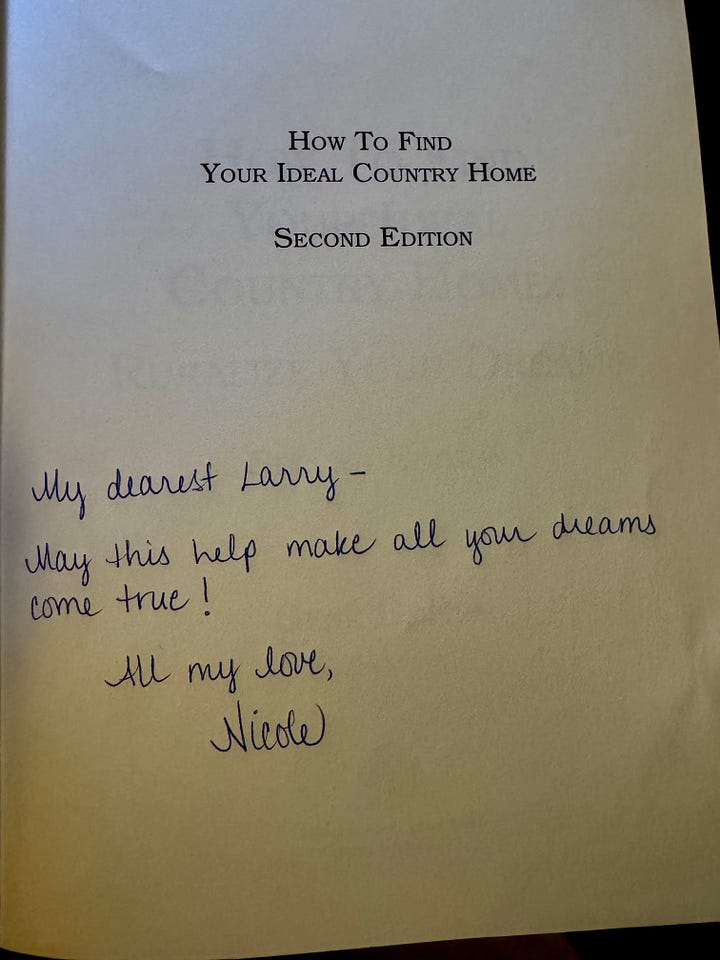 How To Find
Your Ideal Country Home
Second Edition
My dearest Larry –
May this help make all your dreams
come true!
All my love,
Nicole